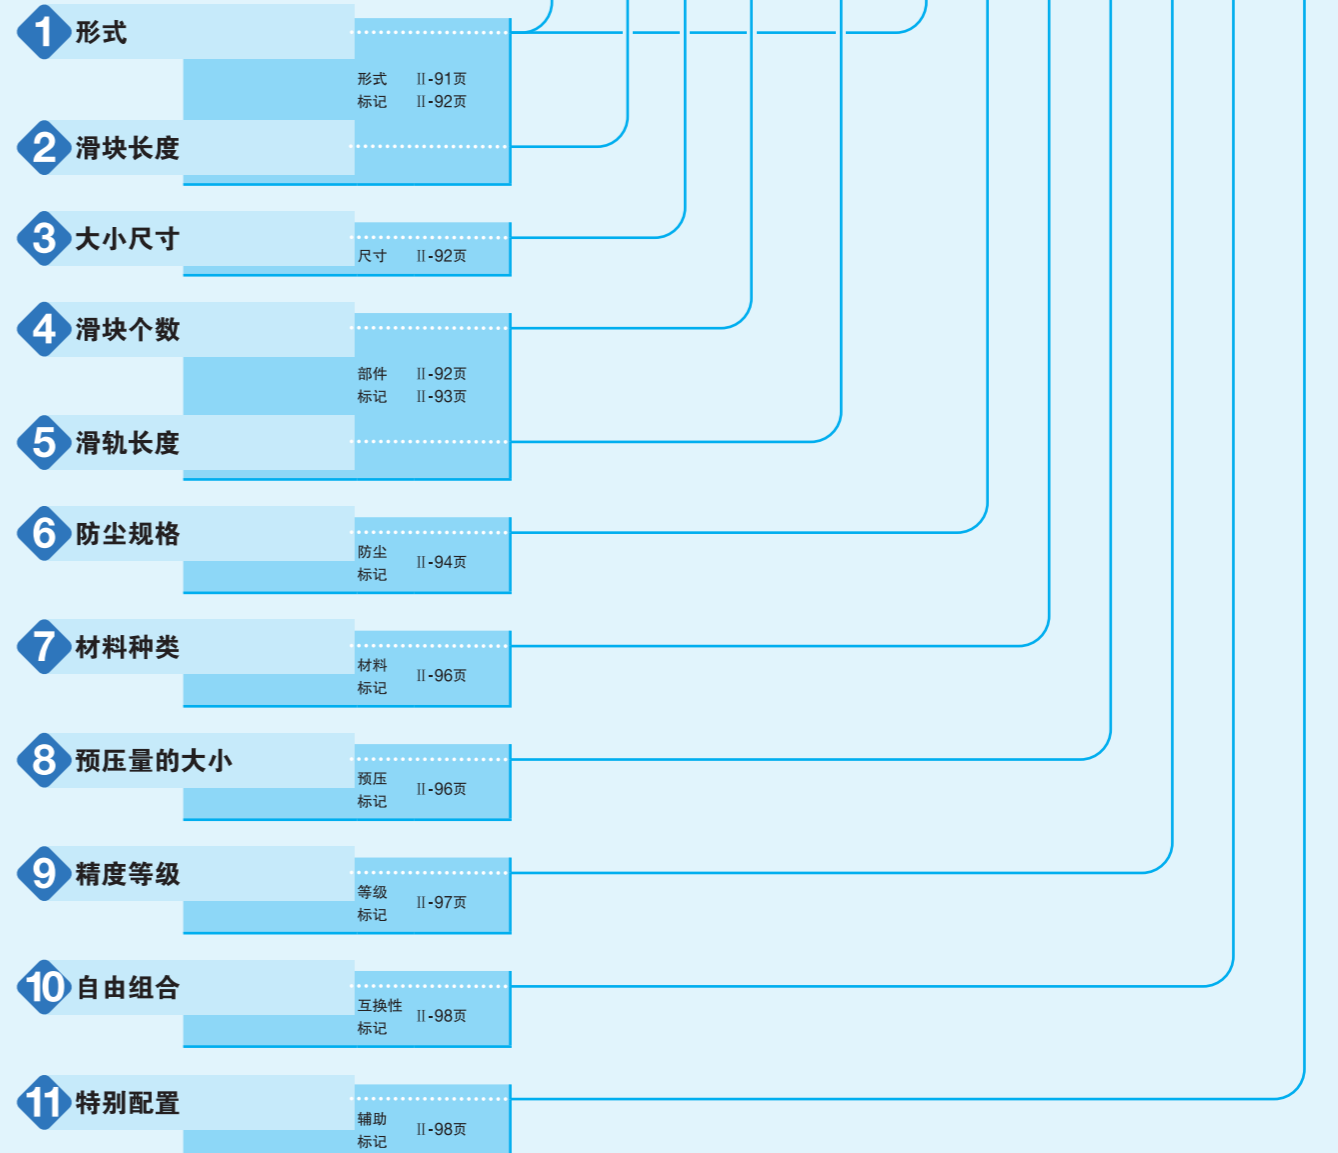 1 形式
形式 Ⅱ-91页
标记 Ⅱ-92页
2 滑块长度
3 大小尺寸
尺寸 Ⅱ-92页
4 滑块个数
部件 Ⅱ-92页
标记 Ⅱ-93页
5 滑轨长度
6 防尘规格
防尘
标记 Ⅱ-94页
7 材料种类
材料
标记 Ⅱ-96页
8 预压量的大小
预压
标记 Ⅱ-96页
9 精度等级
等级
标记 Ⅱ-97页
10 自由组合
互换性
标记 Ⅱ-98页
11 特别配置
辅助
标记 Ⅱ-98页